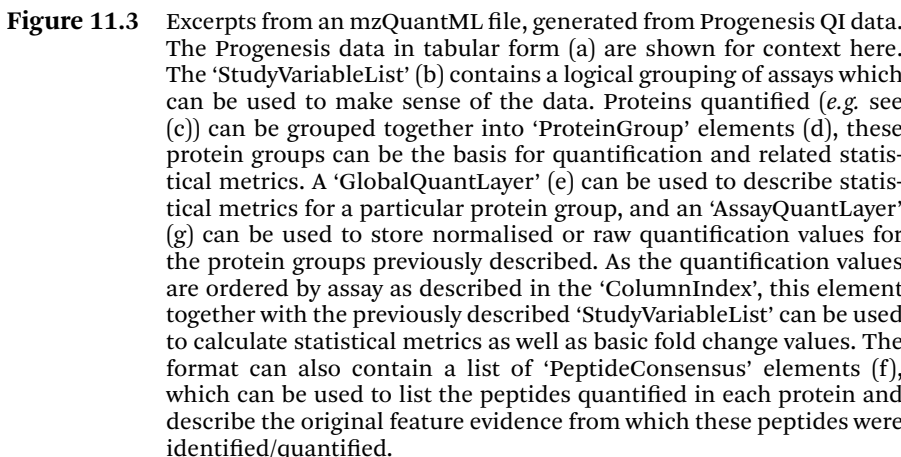 Figure 11.3 Excerpts from an mzQuantML file, generated from Progenesis QI data.
The Progenesis data in tabular form (a) are shown for context here.
The ‘StudyVariableList’ (b) contains a logical grouping of assays which
can be used to make sense of the data. Proteins quantified (e.g. see
(c)) can be grouped together into ‘ProteinGroup’ elements (d), these
protein groups can be the basis for quantification and related statis-
tical metrics. A ‘GlobalQuantLayer’ (e) can be used to describe statis-
tical metrics for a particular protein group, and an ‘AssayQuantLayer’
(g) can be used to store normalised or raw quantification values for
the protein groups previously described. As the quantification values
are ordered by assay as described in the ‘ColumnIndex’, this element
together with the previously described ‘StudyVariableList’ can be used
to calculate statistical metrics as well as basic fold change values. The
format can also contain a list of ‘PeptideConsensus’ elements (f),
which can be used to list the peptides quantified in each protein and
describe the original feature evidence from which these peptides were
identified/quantified.